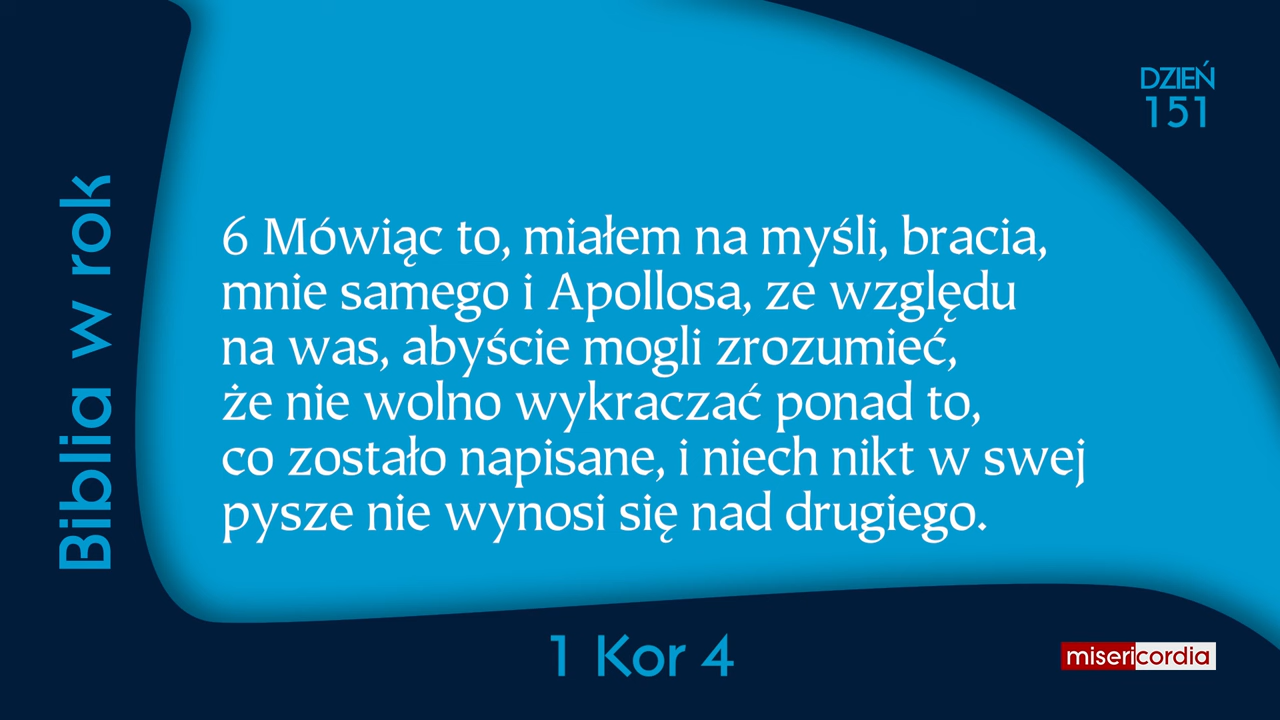 DZIEŃ
151
Biblia w rok
6 Mówiąc to, miałem na myśli, bracia,
mnie samego i Apollosa, ze względu
na was, abyście mogli zrozumieć,
że nie wolno wykraczać ponad to,
co zostało napisane, i niech nikt w swej
pysze nie wynosi się nad drugiego.
1 Kor 4
misericordia